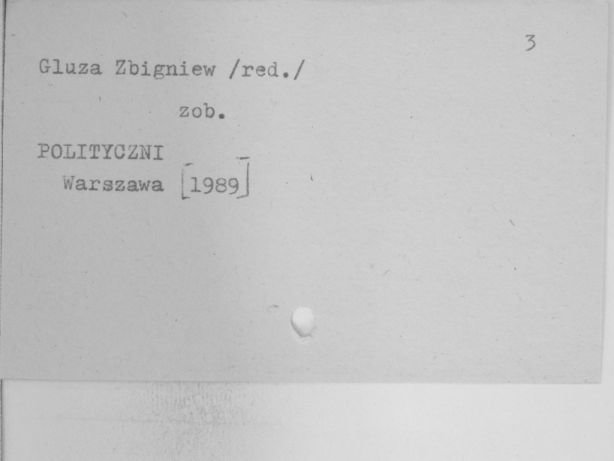 3
Gluza Zbigniew /red./
zob.
POLITYCZNI
Warszawa [1989]